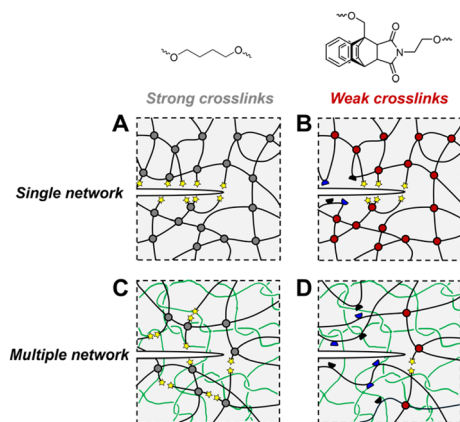 O O
O O
N
O
O
Strong crosslinks Weak crosslinks
A B
Single network
C D
Multiple network